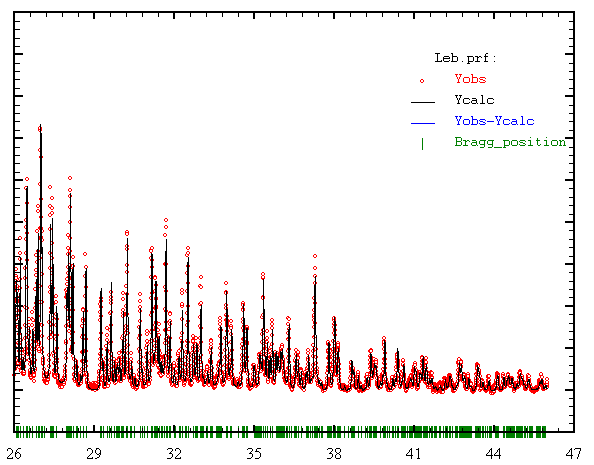 Leb.prf:
Yobs
Ycalc
Yobs-Ycalc
Bragg_position
26 29 32 35 38 41 44 47